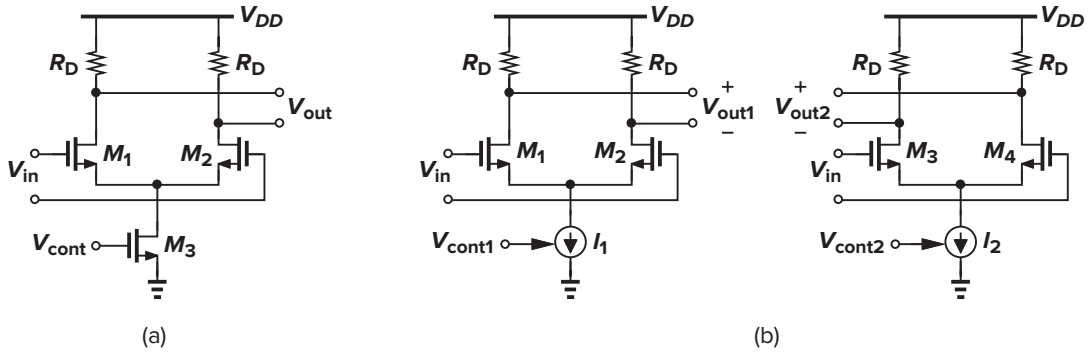 V_DD
R_D R_D
V_out
V_in M_1 M_2
V_cont M_3
(a)
V_DD
R_D R_D
+
V_out1
−
V_in M_1 M_2
V_cont1 I_1
V_DD
R_D R_D
+
V_out2
−
V_in M_3 M_4
V_cont2 I_2
(b)